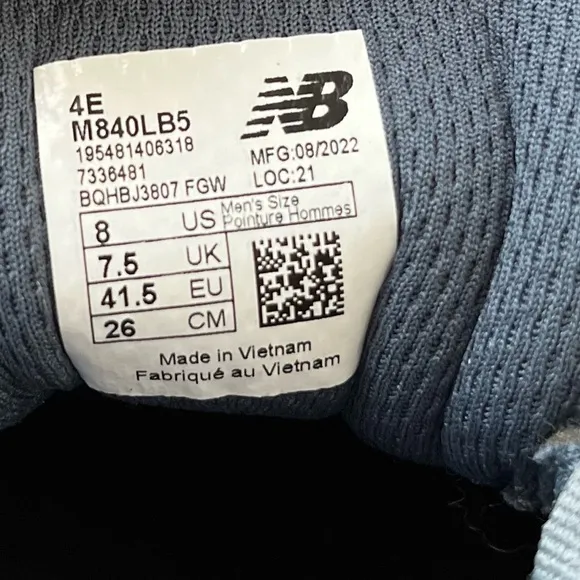 4E
M840LB5
195481406318
7336481
BQHBJ3807 FGW
NB
MFG:08/2022
LOC:21
8 US Men's Size
Pointure Hommes
7.5 UK
41.5 EU
26 CM
Made in Vietnam
Fabriqué au Vietnam